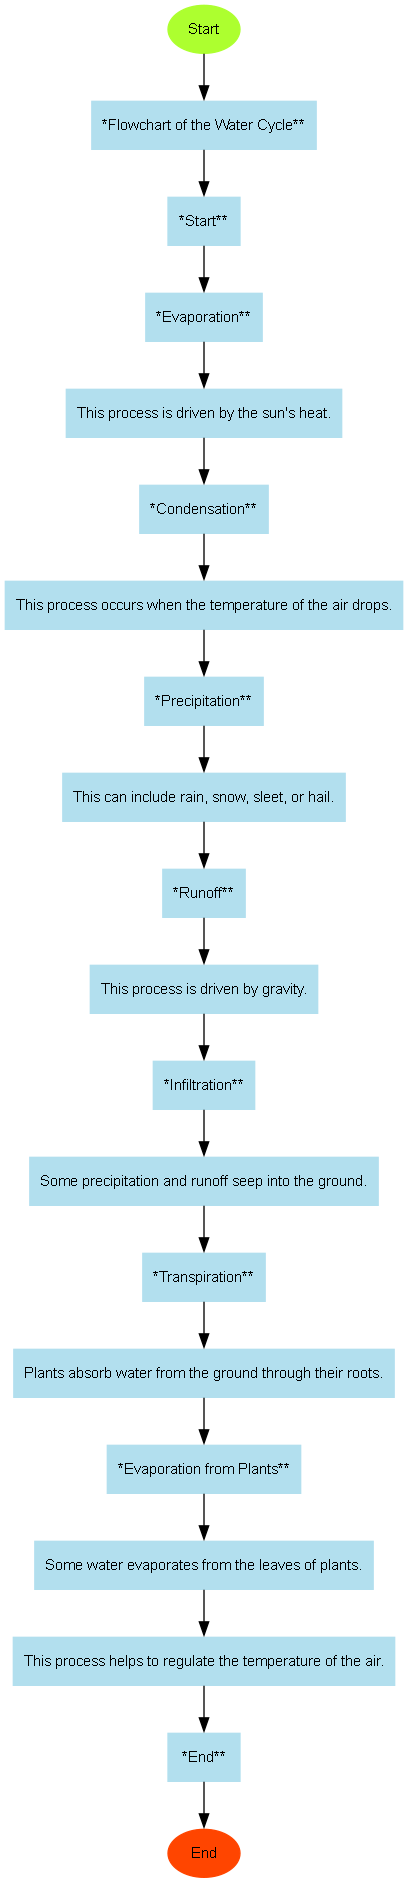 Start
*Flowchart of the Water Cycle**
*Start**
*Evaporation**
This process is driven by the sun's heat.
*Condensation**
This process occurs when the temperature of the air drops.
*Precipitation**
This can include rain, snow, sleet, or hail.
*Runoff**
This process is driven by gravity.
*Infiltration**
Some precipitation and runoff seep into the ground.
*Transpiration**
Plants absorb water from the ground through their roots.
*Evaporation from Plants**
Some water evaporates from the leaves of plants.
This process helps to regulate the temperature of the air.
*End**
End